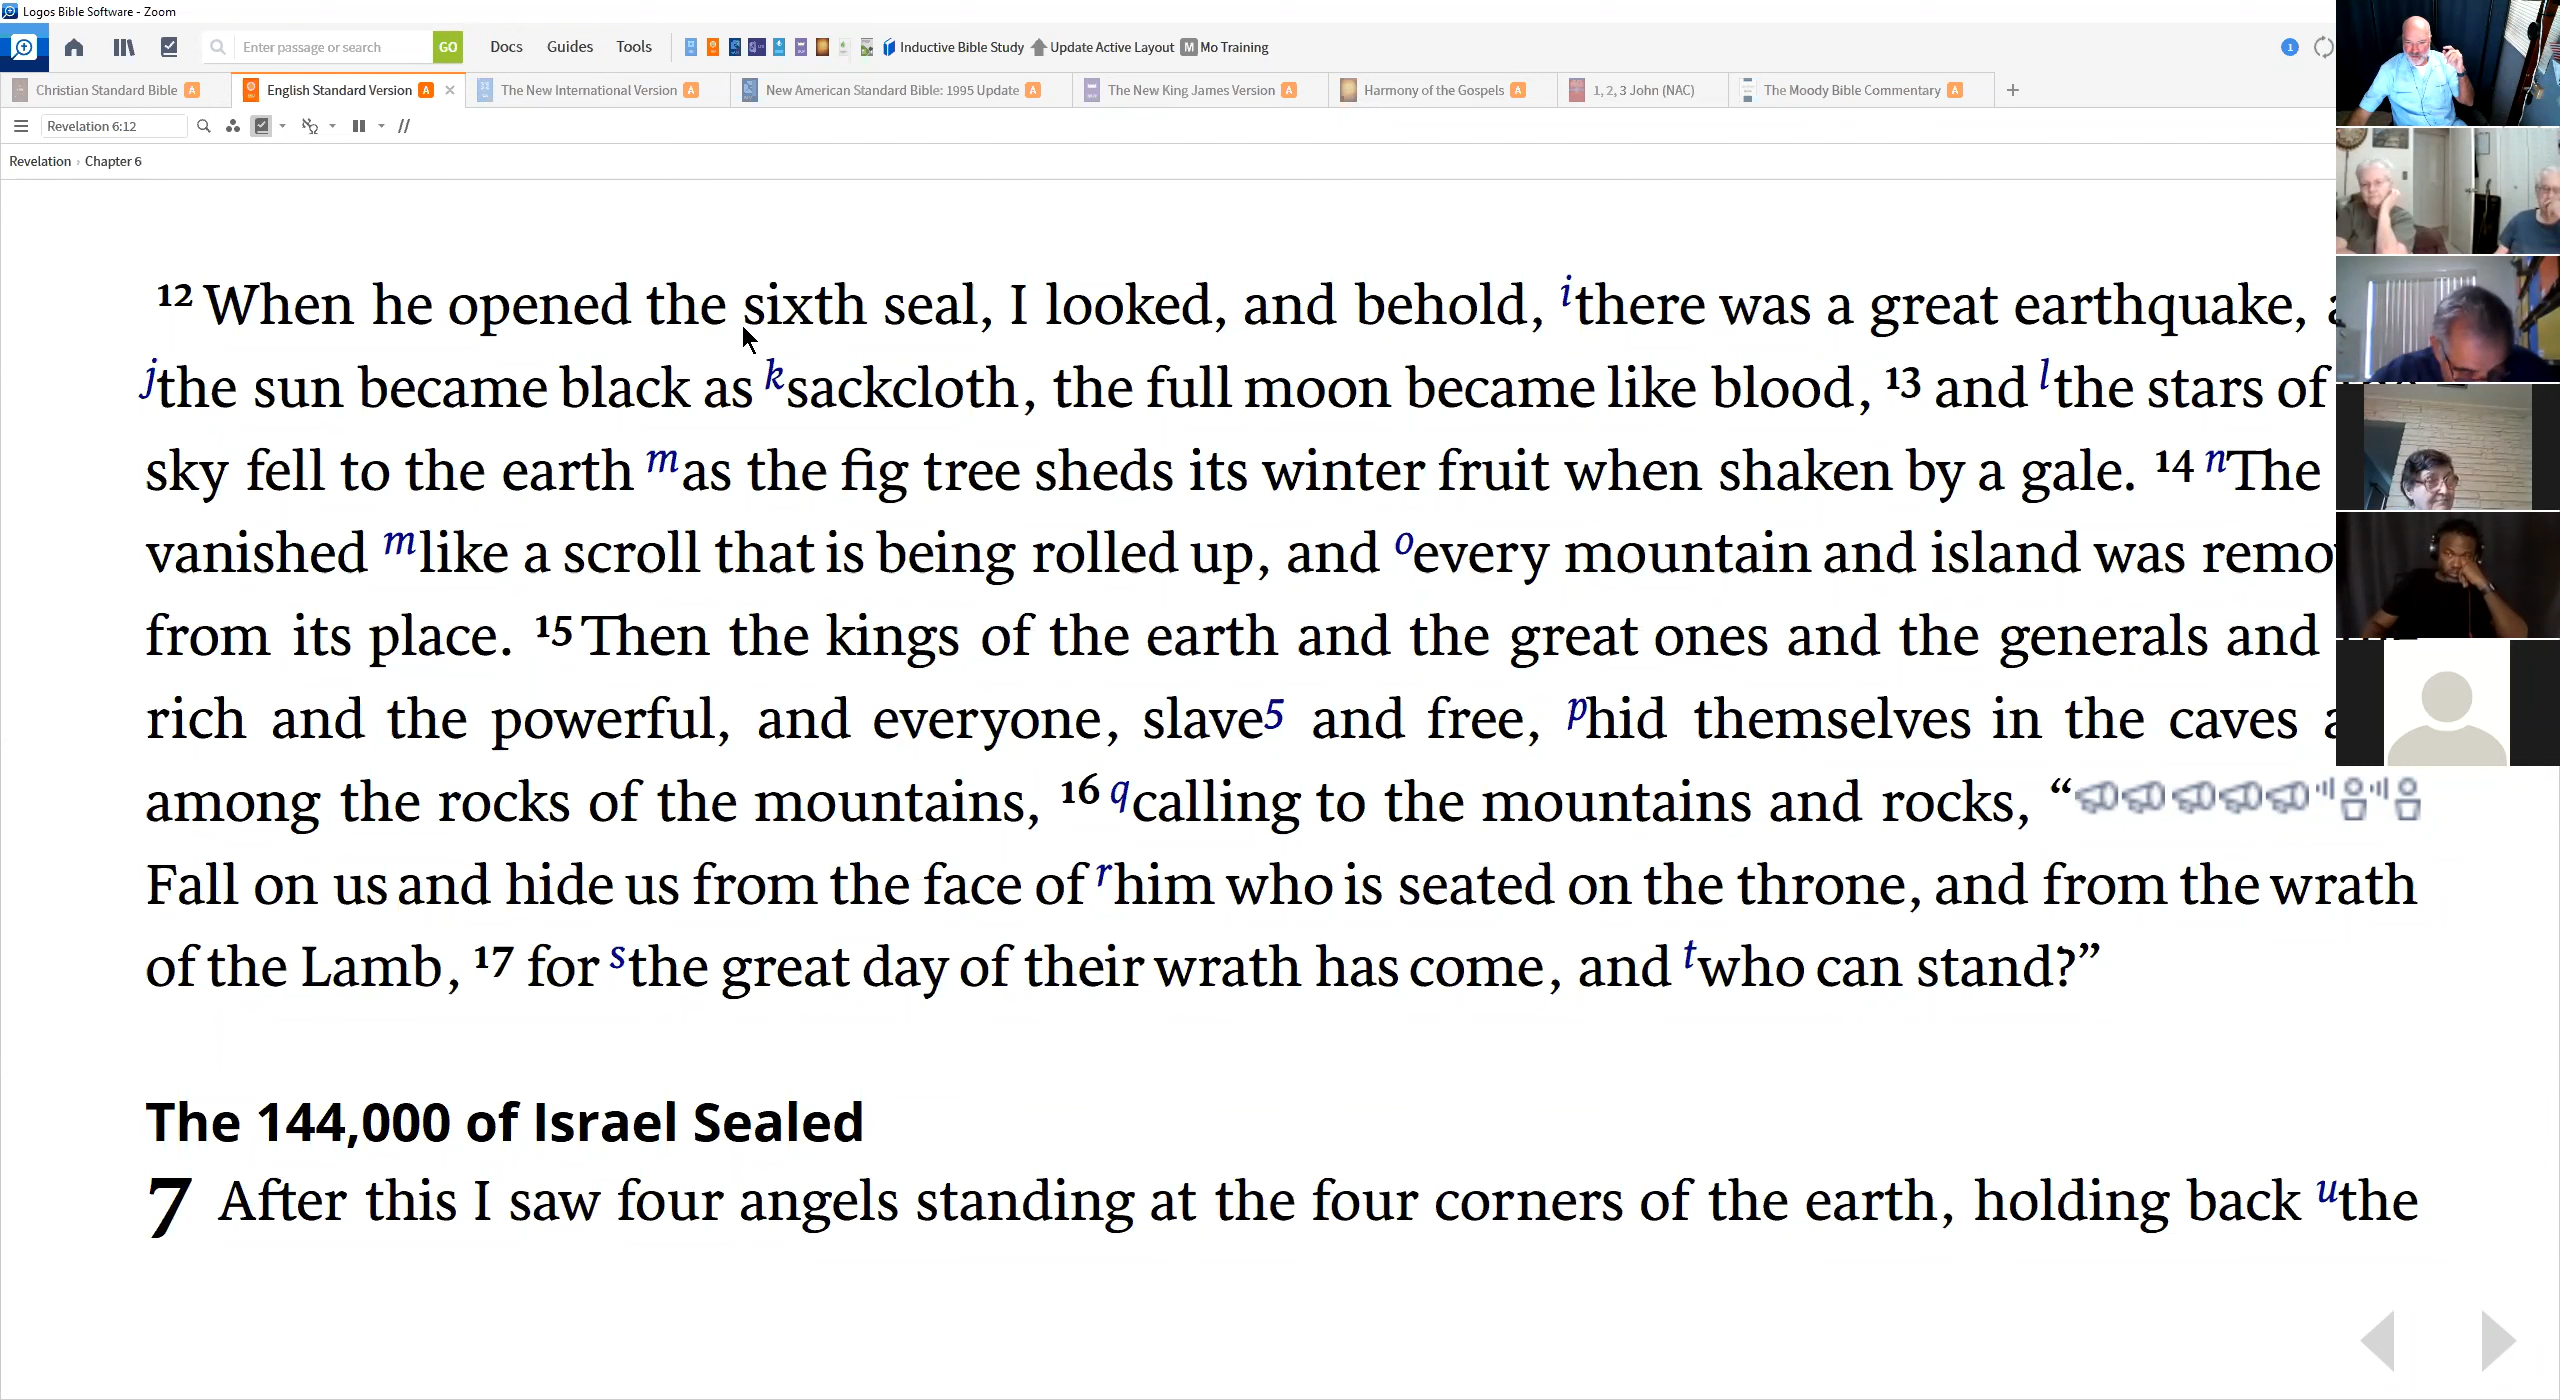 Logos Bible Software - Zoom
Enter passage or search GO Docs Guides Tools Inductive Bible Study Update Active Layout M Mo Training 1
Christian Standard Bible A English Standard Version A The New International Version A New American Standard Bible: 1995 Update A The New King James Version A Harmony of the Gospels A 1, 2, 3 John (NAC) The Moody Bible Commentary A
Revelation 6:12
Revelation › Chapter 6
12 When he opened the sixth seal, I looked, and behold, i there was a great earthquake,
j the sun became black as k sackcloth, the full moon became like blood, 13 and l the stars of
sky fell to the earth m as the fig tree sheds its winter fruit when shaken by a gale. 14 n The
vanished m like a scroll that is being rolled up, and o every mountain and island was
from its place. 15 Then the kings of the earth and the great ones and the generals and
rich and the powerful, and everyone, slave5 and free, p hid themselves in the caves
among the rocks of the mountains, 16 q calling to the mountains and rocks, “
Fall on us and hide us from the face of r him who is seated on the throne, and from the wrath
of the Lamb, 17 for s the great day of their wrath has come, and t who can stand?”
The 144,000 of Israel Sealed
7 After this I saw four angels standing at the four corners of the earth, holding back u the